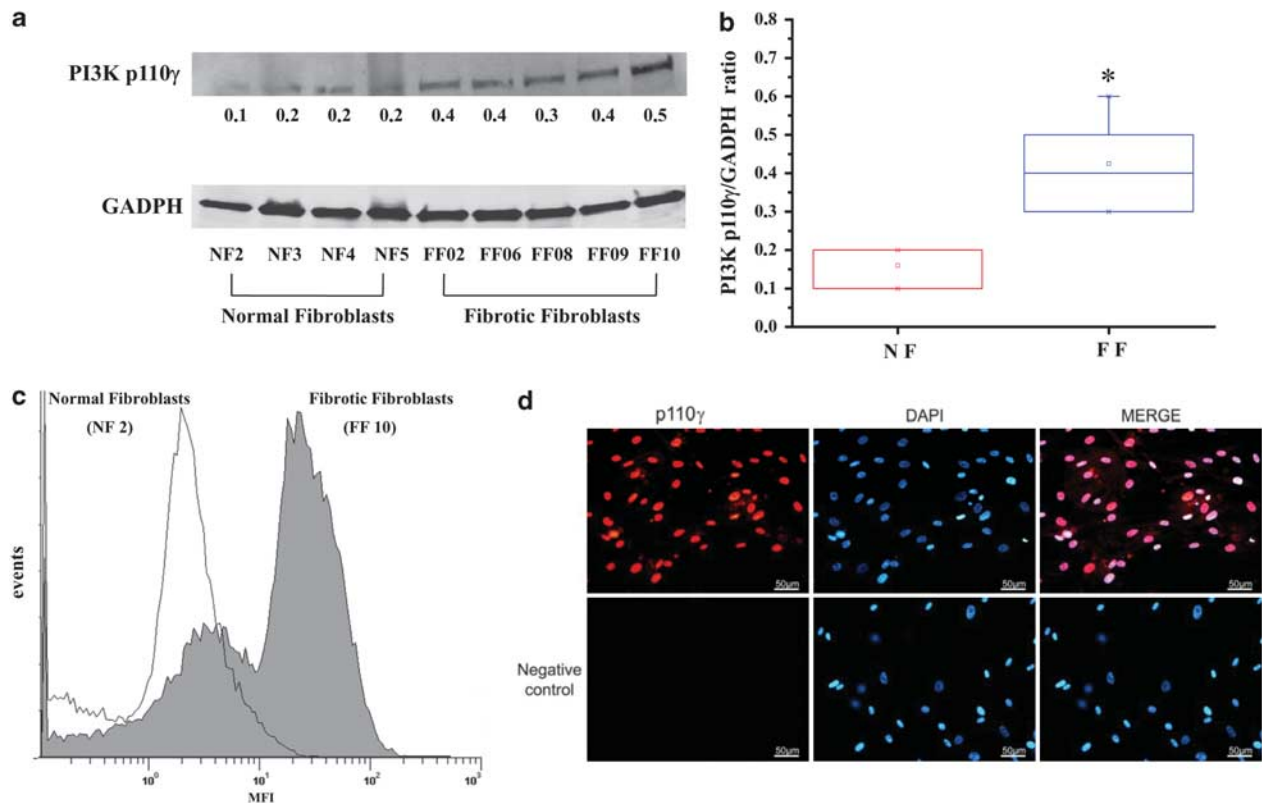 a
PI3K p110γ
0.1 0.2 0.2 0.2 0.4 0.4 0.3 0.4 0.5
GADPH
NF2 NF3 NF4 NF5 FF02 FF06 FF08 FF09 FF10
Normal Fibroblasts Fibrotic Fibroblasts
b
PI3K p110γ/GADPH ratio
0.8
0.7
0.6
0.5
0.4
0.3
0.2
0.1
0.0
*
N F F F
c
Normal Fibroblasts
(NF 2)
Fibrotic Fibroblasts
(FF 10)
events
10⁰ 10¹ 10² 10³
MFI
d
p110γ DAPI MERGE
50µm 50µm 50µm
Negative
control
50µm 50µm 50µm